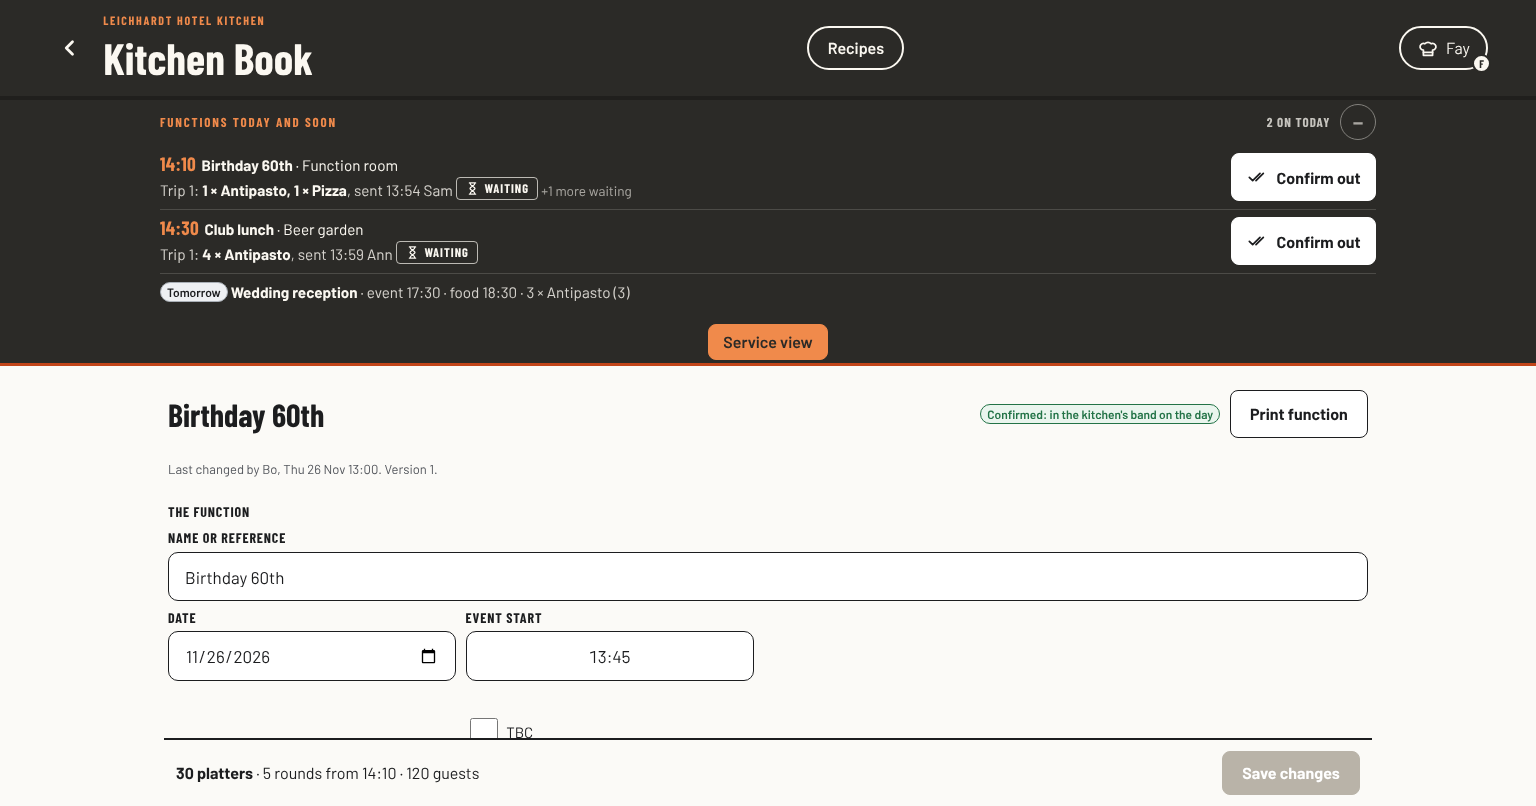 LEICHHARDT HOTEL KITCHEN
Kitchen Book
Recipes
Fay
F
FUNCTIONS TODAY AND SOON
2 ON TODAY
14:10 Birthday 60th · Function room
Trip 1: 1 × Antipasto, 1 × Pizza, sent 13:54 Sam WAITING +1 more waiting
Confirm out
14:30 Club lunch · Beer garden
Trip 1: 4 × Antipasto, sent 13:59 Ann WAITING
Confirm out
Tomorrow Wedding reception · event 17:30 · food 18:30 · 3 × Antipasto (3)
Service view
Birthday 60th
Confirmed: in the kitchen's band on the day
Print function
Last changed by Bo, Thu 26 Nov 13:00. Version 1.
THE FUNCTION
NAME OR REFERENCE
Birthday 60th
DATE
EVENT START
11/26/2026
13:45
TBC
30 platters · 5 rounds from 14:10 · 120 guests
Save changes